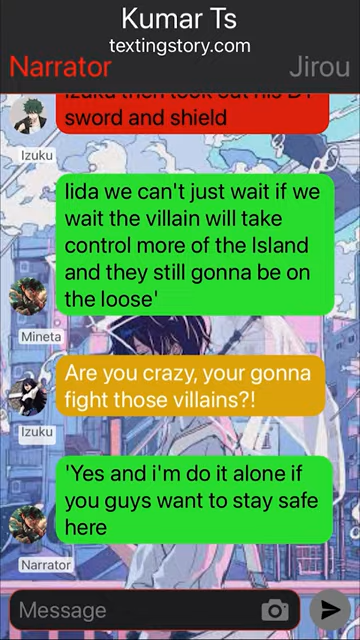 Kumar Ts
textingstory.com
Narrator
Jirou
sword and shield
Izuku
Iida we can't just wait if we
wait the villain will take
control more of the Island
and they still gonna be on
the loose'
Mineta
Are you crazy, your gonna
fight those villains?!
Izuku
'Yes and i'm do it alone if
you guys want to stay safe
here
Narrator
Message